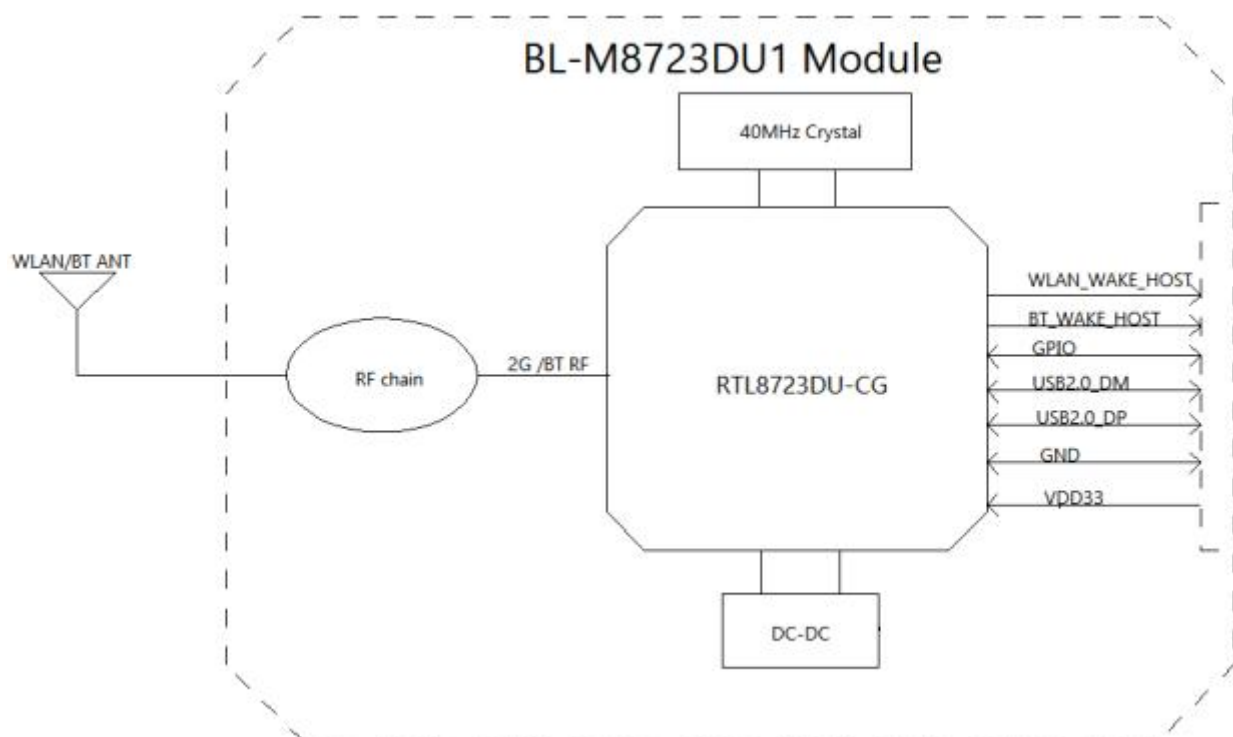 BL-M8723DU1 Module
40MHz Crystal
WLAN/BT ANT
RF chain
2G /BT RF
RTL8723DU-CG
WLAN_WAKE_HOST
BT_WAKE_HOST
GPIO
USB2.0_DM
USB2.0_DP
GND
VDD33
DC-DC